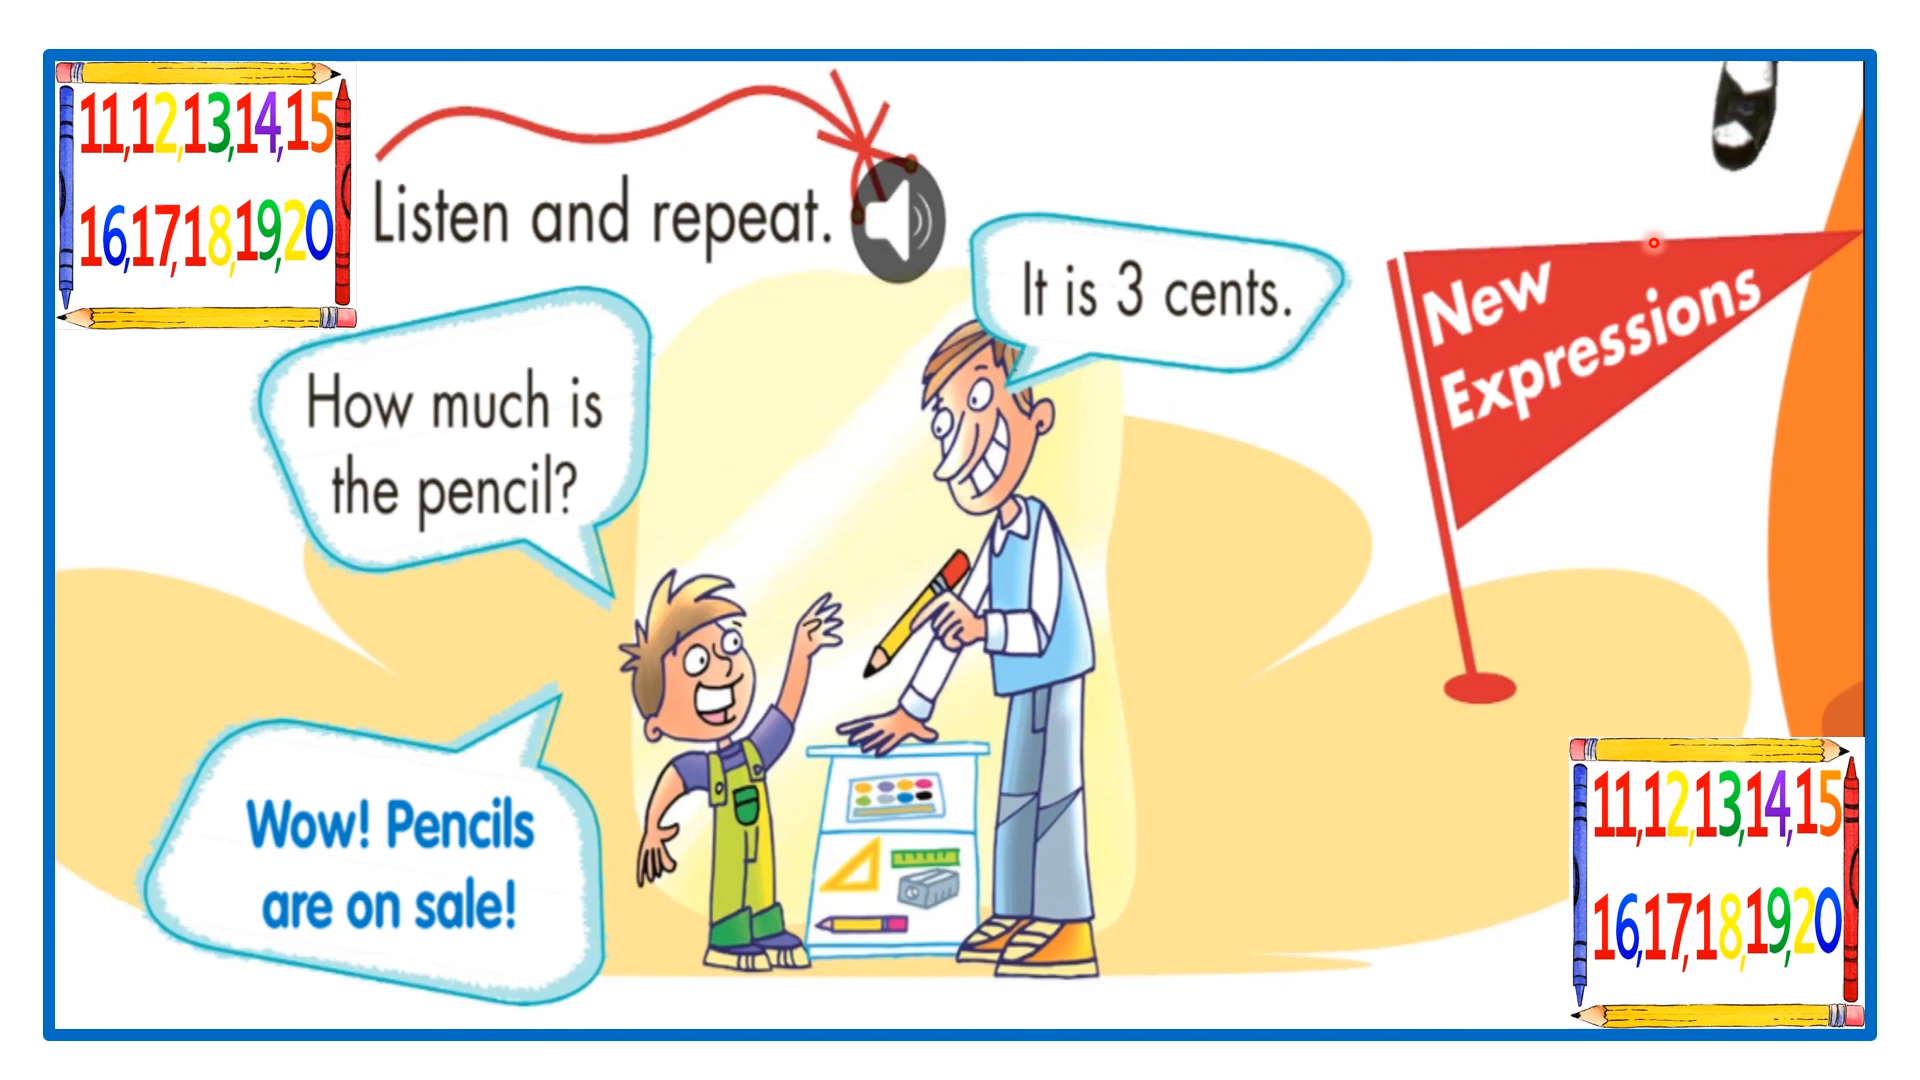 11,12,13,14,15
16,17,18,19,20
Listen and repeat.
It is 3 cents.
How much is
the pencil?
New
Expressions
Wow! Pencils
are on sale!
11,12,13,14,15
16,17,18,19,20